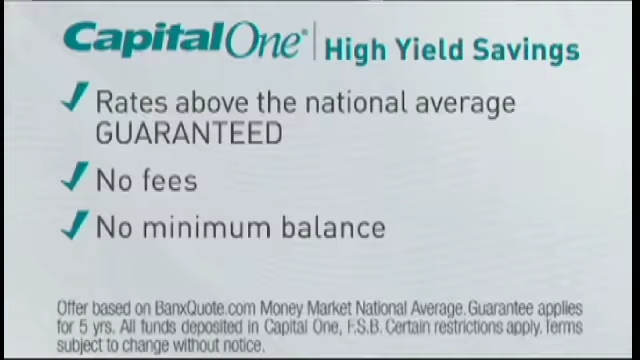 CapitalOne® | High Yield Savings
Rates above the national average
GUARANTEED
No fees
No minimum balance
Offer based on BanxQuote.com Money Market National Average. Guarantee applies
for 5 yrs. All funds deposited in Capital One, F.S.B. Certain restrictions apply. Terms
subject to change without notice.